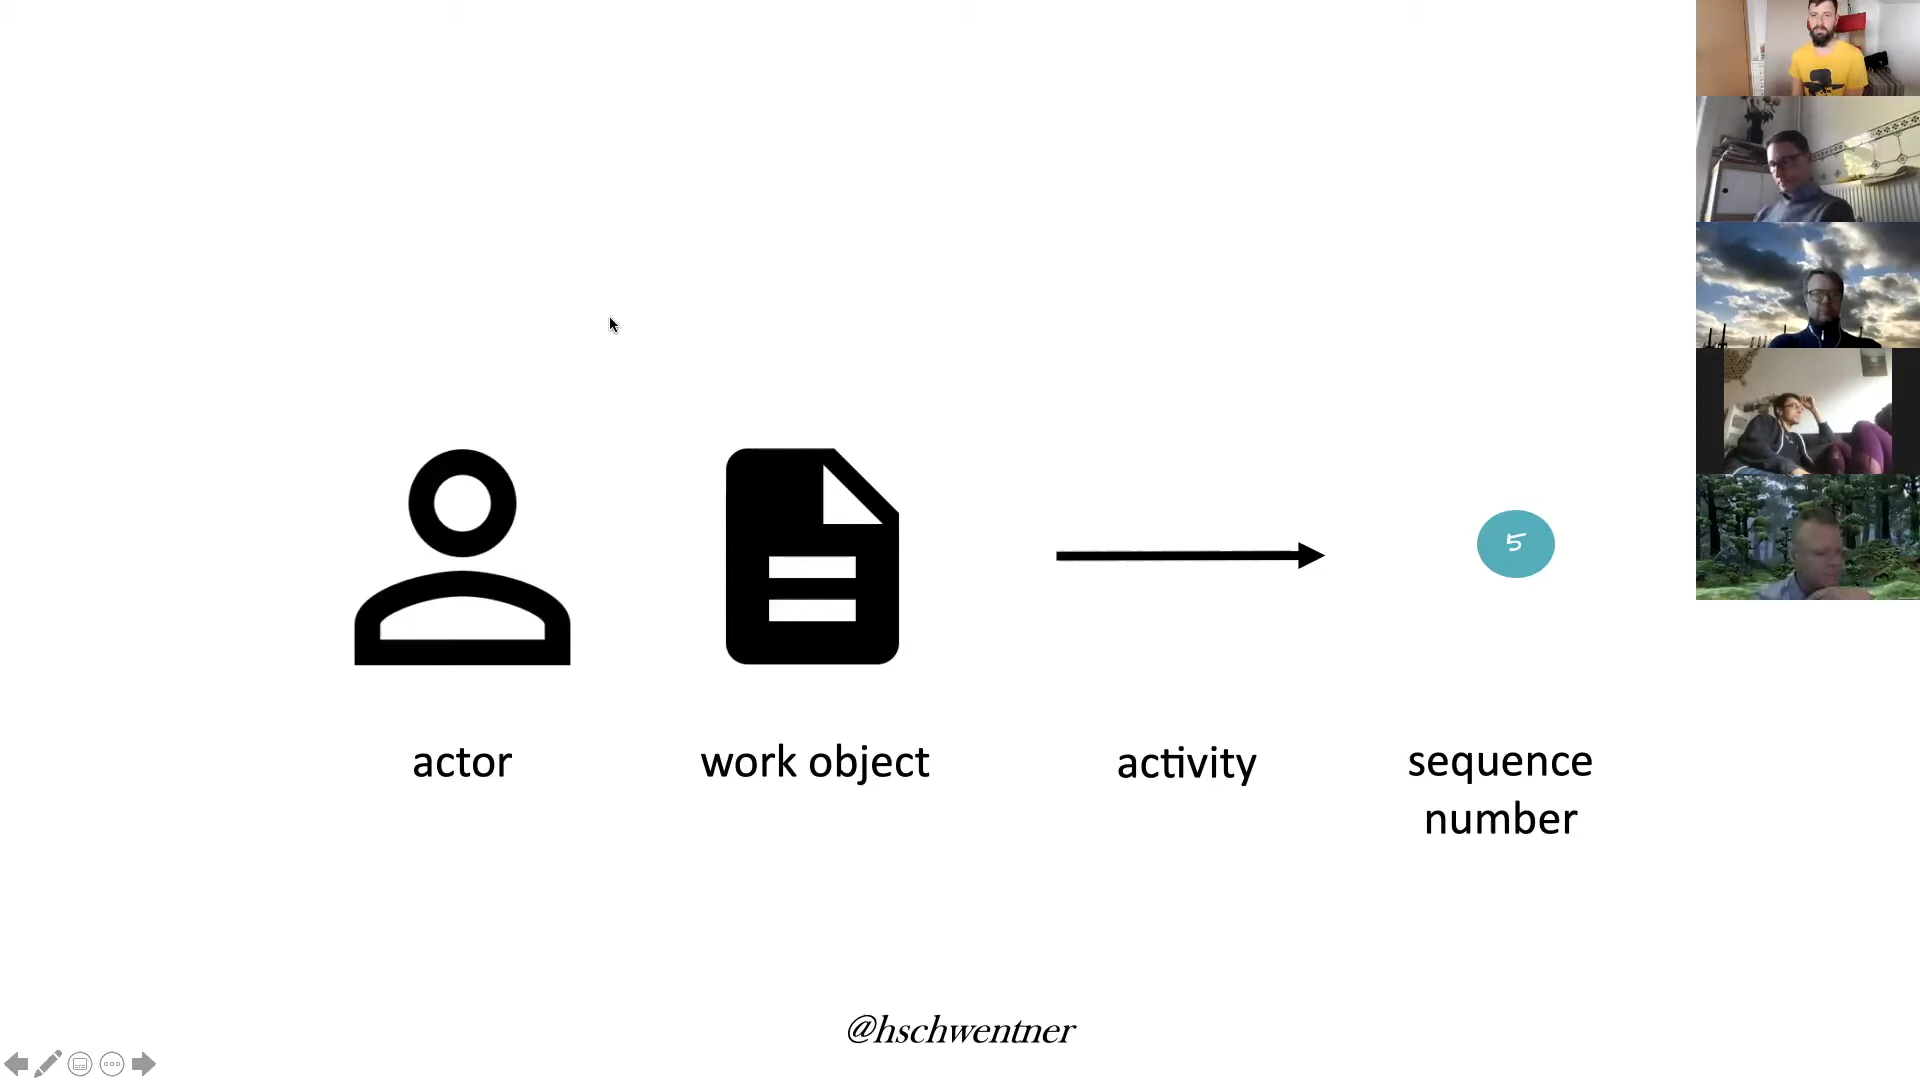 5
actor
work object
activity
sequence
number
@hschwentner